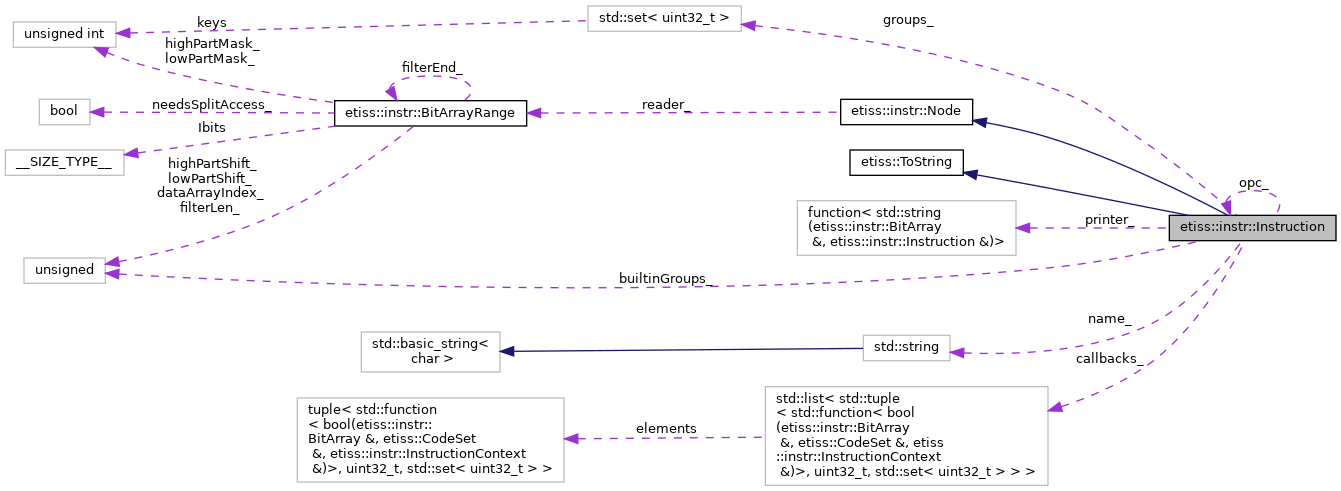 unsigned int
keys
std::set< uint32_t >
groups_
highPartMask_
lowPartMask_
filterEnd_
bool
needsSplitAccess_
etiss::instr::BitArrayRange
reader_
etiss::instr::Node
Ibits
__SIZE_TYPE__
etiss::ToString
highPartShift_
lowPartShift_
dataArrayIndex_
filterLen_
opc_
function< std::string
(etiss::instr::BitArray
&, etiss::instr::Instruction &)>
printer_
etiss::instr::Instruction
unsigned
builtinGroups_
name_
std::basic_string<
char >
std::string
callbacks_
std::list< std::tuple
< std::function< bool
(etiss::instr::BitArray
&, etiss::CodeSet &, etiss
::instr::InstructionContext
&)>, uint32_t, std::set< uint32_t > > >
elements
tuple< std::function
< bool(etiss::instr::
BitArray &, etiss::CodeSet
&, etiss::instr::InstructionContext
&)>, uint32_t, std::set< uint32_t > >